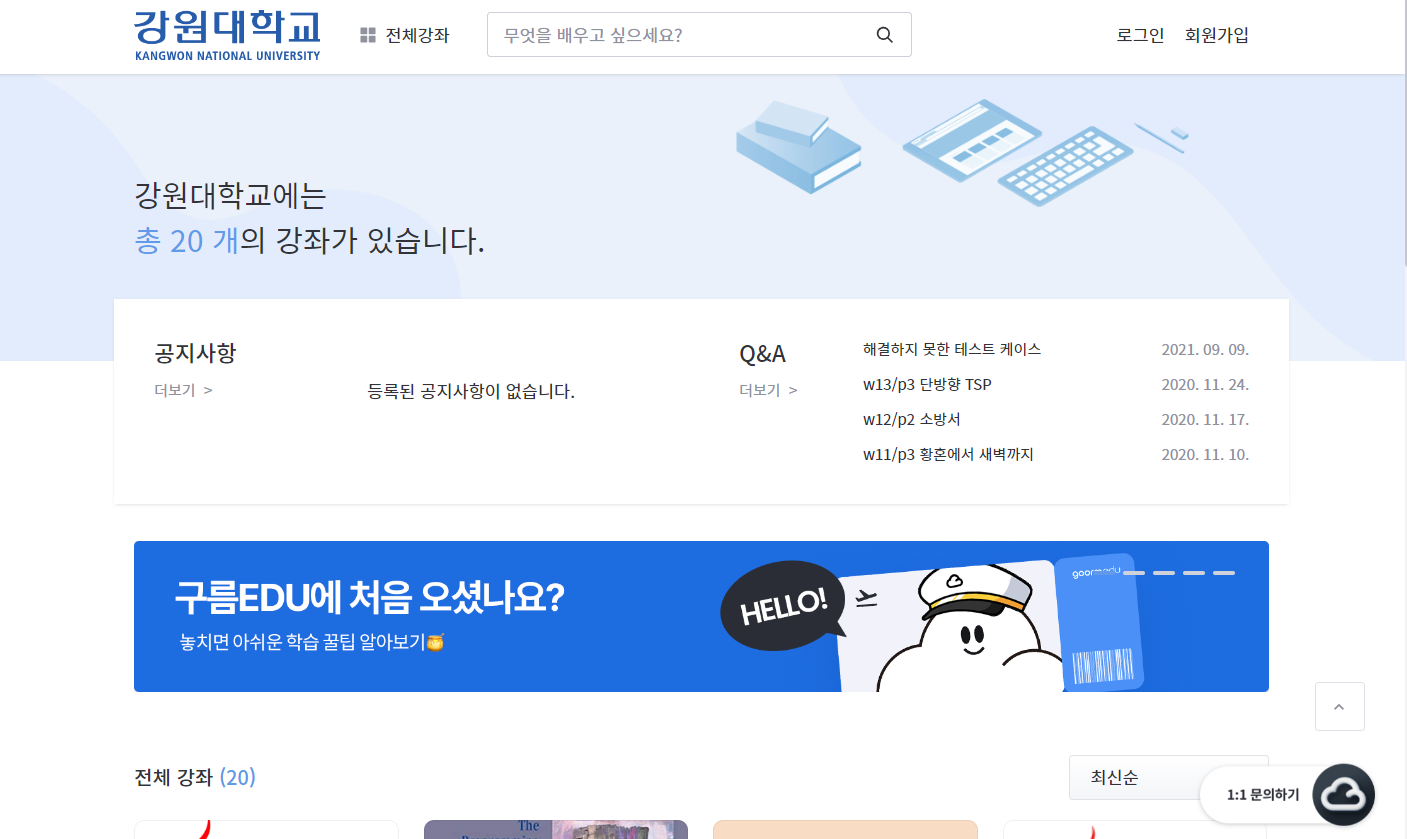 강원대학교
KANGWON NATIONAL UNIVERSITY
전체강좌
무엇을 배우고 싶으세요?
로그인 회원가입
강원대학교에는
총 20 개의 강좌가 있습니다.
공지사항
더보기 >
등록된 공지사항이 없습니다.
Q&A
더보기 >
해결하지 못한 테스트 케이스 2021. 09. 09.
w13/p3 단방향 TSP 2020. 11. 24.
w12/p2 소방서 2020. 11. 17.
w11/p3 황혼에서 새벽까지 2020. 11. 10.
구름EDU에 처음 오셨나요?
놓치면 아쉬운 학습 꿀팁 알아보기
HELLO!
goormedu
전체 강좌 (20)
최신순
1:1 문의하기
The